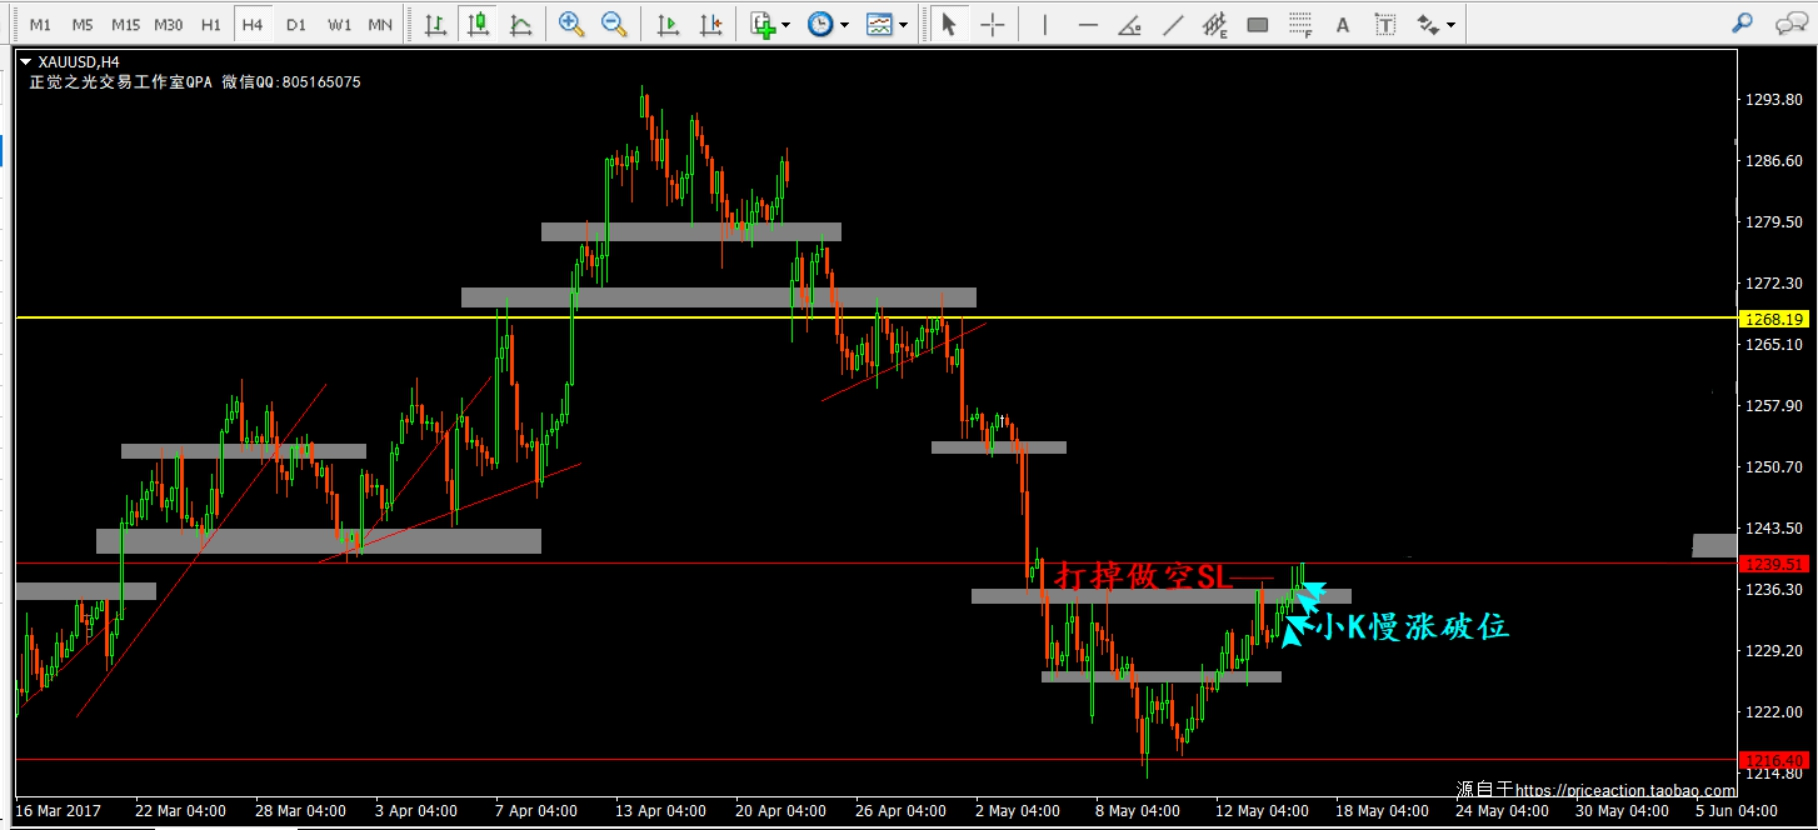 M1 M5 M15 M30 H1 H4 D1 W1 MN E F A T
XAUUSD,H4
正觉之光交易工作室QPA 微信QQ:805165075
1293.80
1286.60
1279.50
1272.30
1268.19
1265.10
1257.90
1250.70
1243.50
1239.51
打掉做空SL
1236.30
小K慢涨破位
1229.20
1222.00
1216.40
1214.80
源自于https://priceaction.taobao.com
16 Mar 2017 22 Mar 04:00 28 Mar 04:00 3 Apr 04:00 7 Apr 04:00 13 Apr 04:00 20 Apr 04:00 26 Apr 04:00 2 May 04:00 8 May 04:00 12 May 04:00 18 May 04:00 24 May 04:00 30 May 04:00 5 Jun 04:00